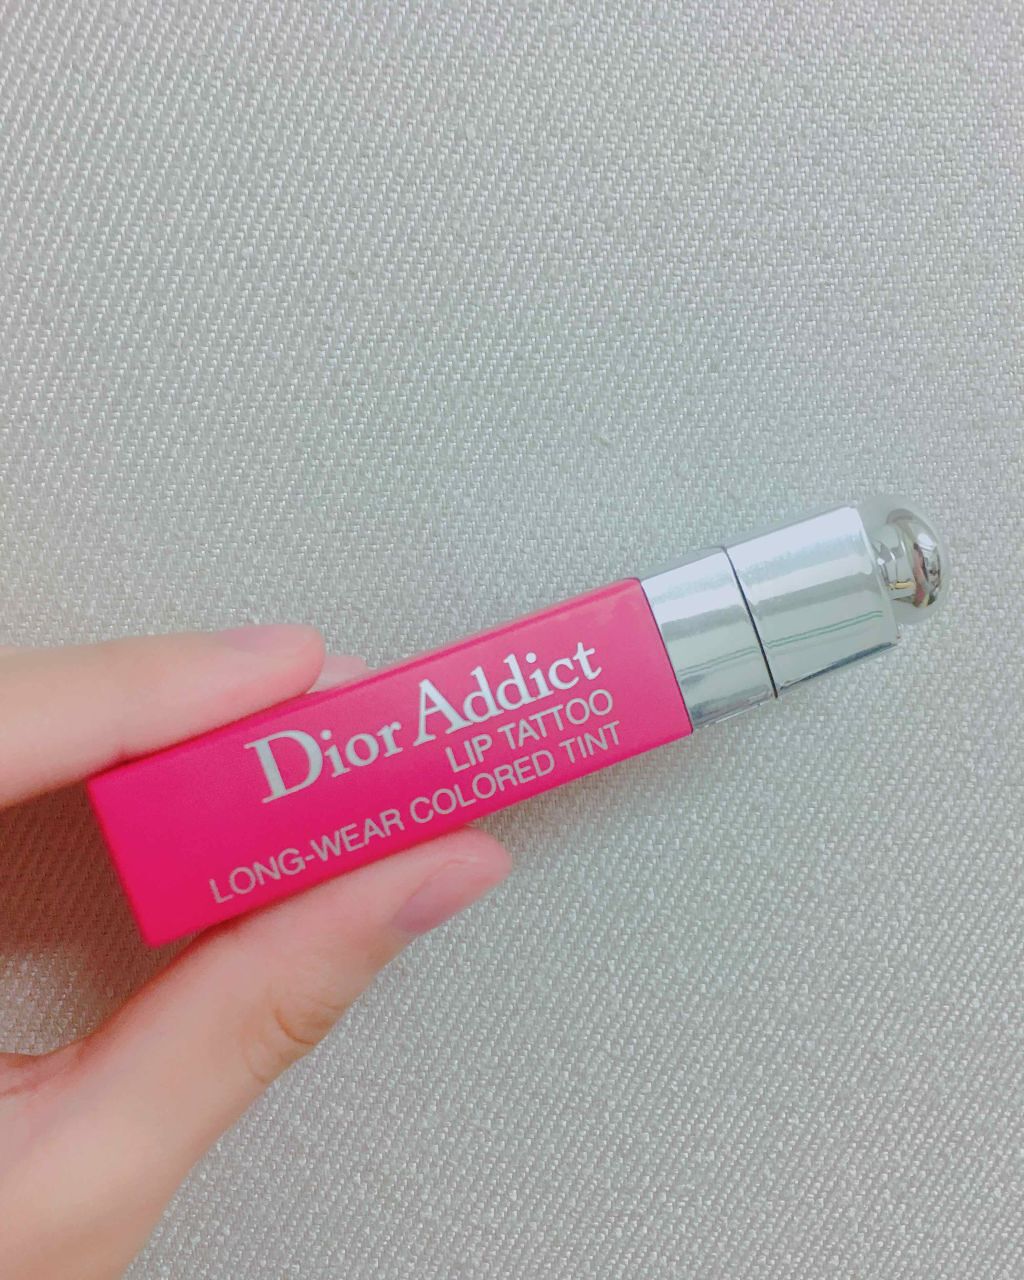 Dior Addict
LIP TATTOO
LONG-WEAR COLORED TINT